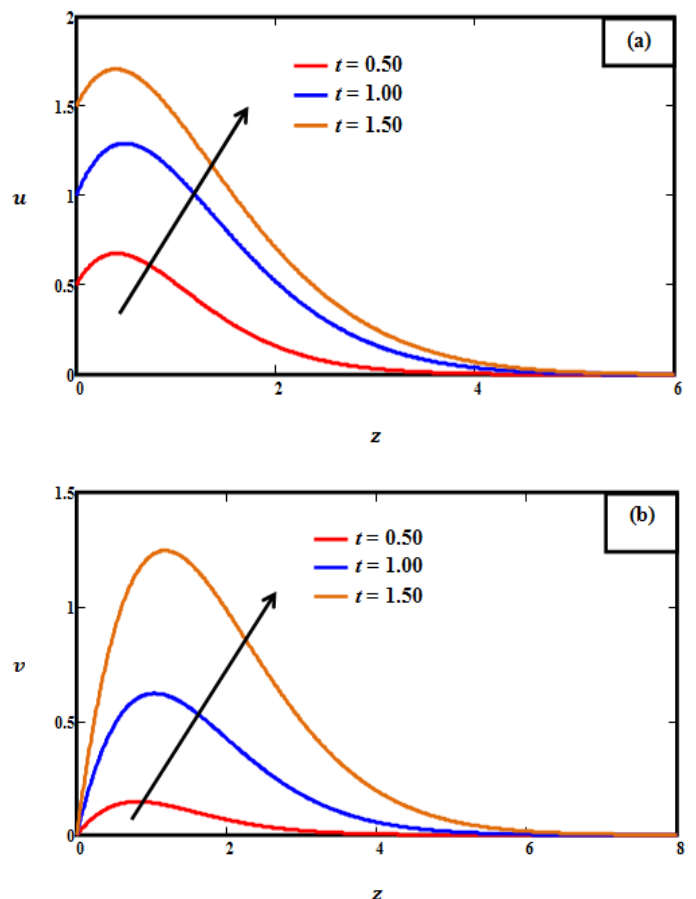 2
(a)
t = 0.50
t = 1.00
t = 1.50
1.5
u
1
0.5
0
0 2 4 6
z
1.5
(b)
t = 0.50
t = 1.00
t = 1.50
1
v
0.5
0
0 2 4 6 8
z